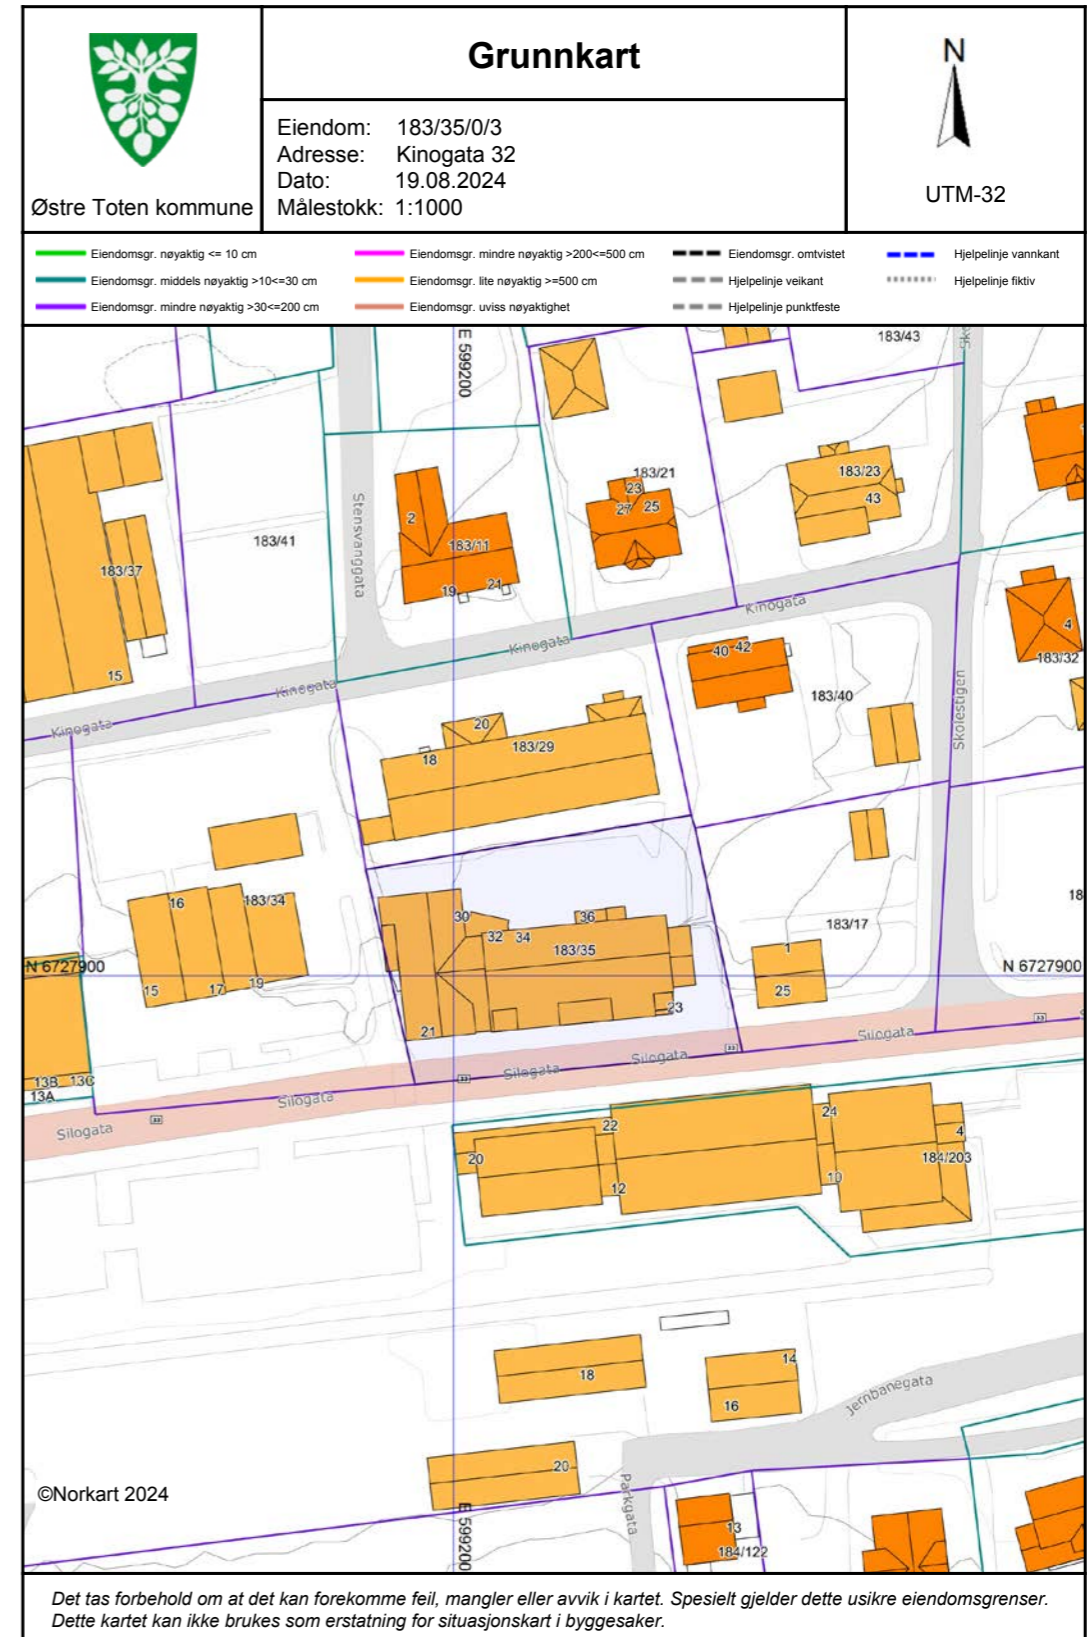 Grunnkart
Eiendom: 183/35/0/3
Adresse: Kinogata 32
Dato: 19.08.2024
Målestokk: 1:1000
Østre Toten kommune
N
UTM-32
Eiendomsgr. nøyaktig <= 10 cm
Eiendomsgr. middels nøyaktig >10<=30 cm
Eiendomsgr. mindre nøyaktig >30<=200 cm
Eiendomsgr. mindre nøyaktig >200<=500 cm
Eiendomsgr. lite nøyaktig >=500 cm
Eiendomsgr. uviss nøyaktighet
Eiendomsgr. omtvistet
Hjelpelinje veikant
Hjelpelinje punktfeste
Hjelpelinje vannkant
Hjelpelinje fiktiv
E 599200
183/43
183/21
23
27 25
183/23
43
2
183/11
19 21
Stensvanggata
183/41
183/37
15
Kinogata
Kinogata
Kinogata
Kinogata
4
183/32
40 42
183/40
Skolestigen
20
18
183/29
16
183/34
15 17 19
30
36
32 34
183/35
21
23
183/17
1
25
18
N 6727900
N 6727900
13B 13C
13A
33
33
33
33
Silogata
Silogata
Silogata
Silogata
Silogata
22
24
4
20
12
10
184/203
18
14
16
Jernbanegata
20
Parkgata
13
184/122
E 599200
©Norkart 2024
Det tas forbehold om at det kan forekomme feil, mangler eller avvik i kartet. Spesielt gjelder dette usikre eiendomsgrenser.
Dette kartet kan ikke brukes som erstatning for situasjonskart i byggesaker.